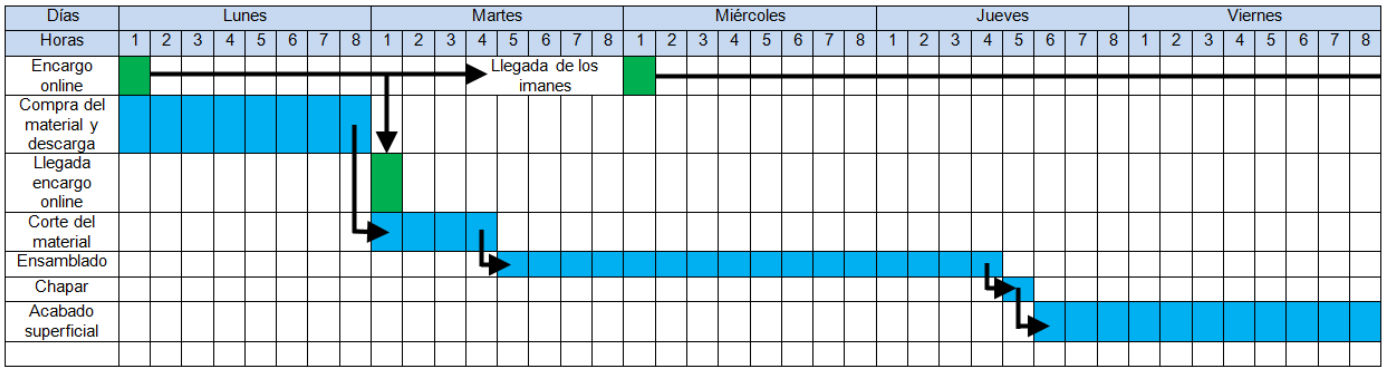 Días Lunes Martes Miércoles Jueves Viernes
Horas 1 2 3 4 5 6 7 8 1 2 3 4 5 6 7 8 1 2 3 4 5 6 7 8 1 2 3 4 5 6 7 8 1 2 3 4 5 6 7 8
Encargo
online
Llegada de los
imanes
Compra del
material y
descarga
Llegada
encargo
online
Corte del
material
Ensamblado
Chapar
Acabado
superficial